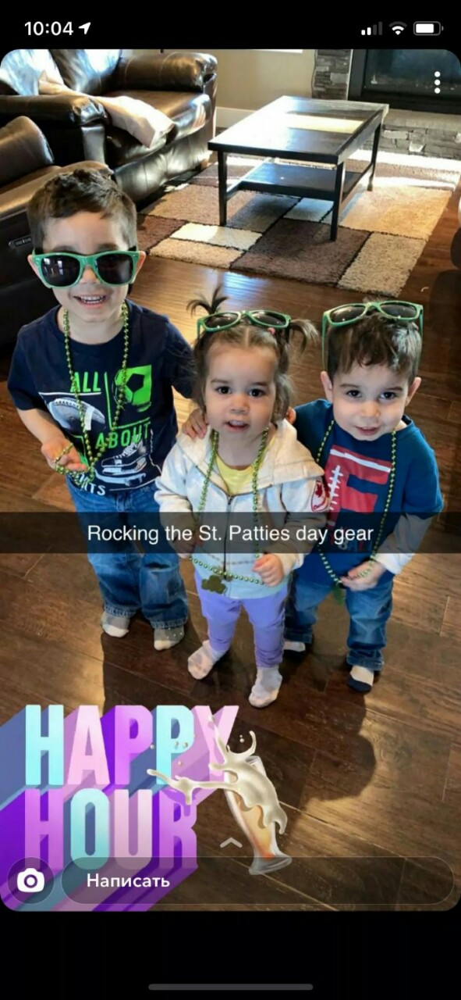 10:04
ALL
ABOUT
Rocking the St. Patties day gear
HAPPY
HOUR
Написать